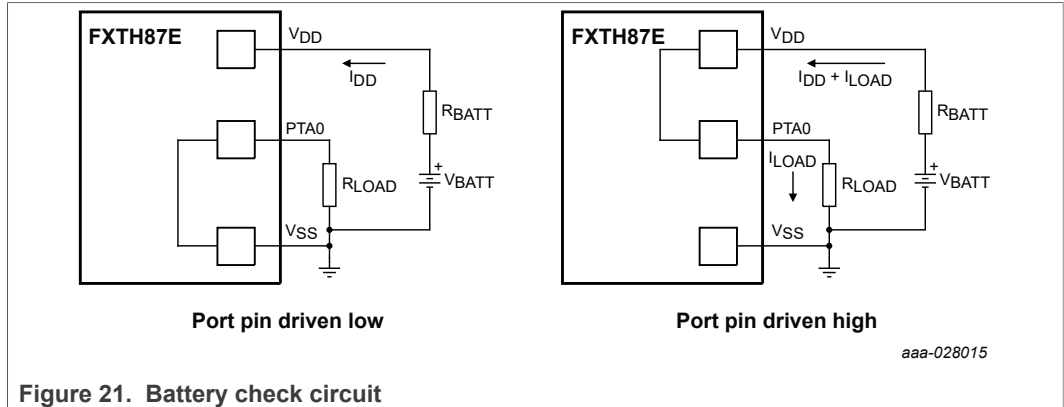 FXTH87E
VDD
IDD
RBATT
PTA0
RLOAD
+
VBATT
VSS
Port pin driven low
FXTH87E
VDD
IDD + ILOAD
RBATT
PTA0
ILOAD
RLOAD
+
VBATT
VSS
Port pin driven high
aaa-028015
Figure 21. Battery check circuit